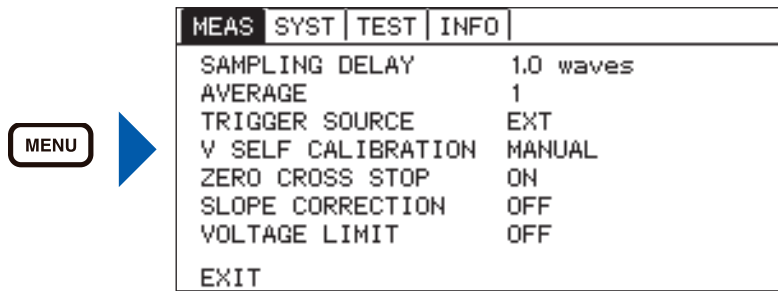 MEAS SYST TEST INFO
SAMPLING DELAY 1.0 waves
AVERAGE 1
TRIGGER SOURCE EXT
MENU
V SELF CALIBRATION MANUAL
ZERO CROSS STOP ON
SLOPE CORRECTION OFF
VOLTAGE LIMIT OFF
EXIT